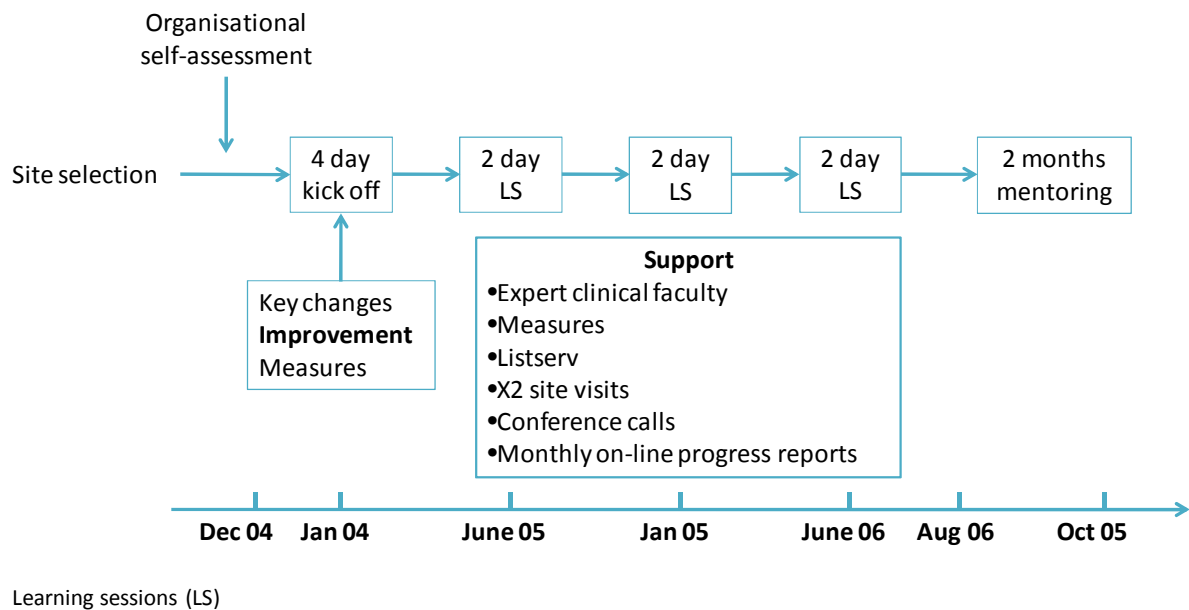 Organisational
self-assessment
Site selection
4 day
kick off
2 day
LS
2 day
LS
2 day
LS
2 months
mentoring
Key changes
Improvement
Measures
Support
•Expert clinical faculty
•Measures
•Listserv
•X2 site visits
•Conference calls
•Monthly on-line progress reports
Dec 04 Jan 04 June 05 Jan 05 June 06 Aug 06 Oct 05
Learning sessions (LS)